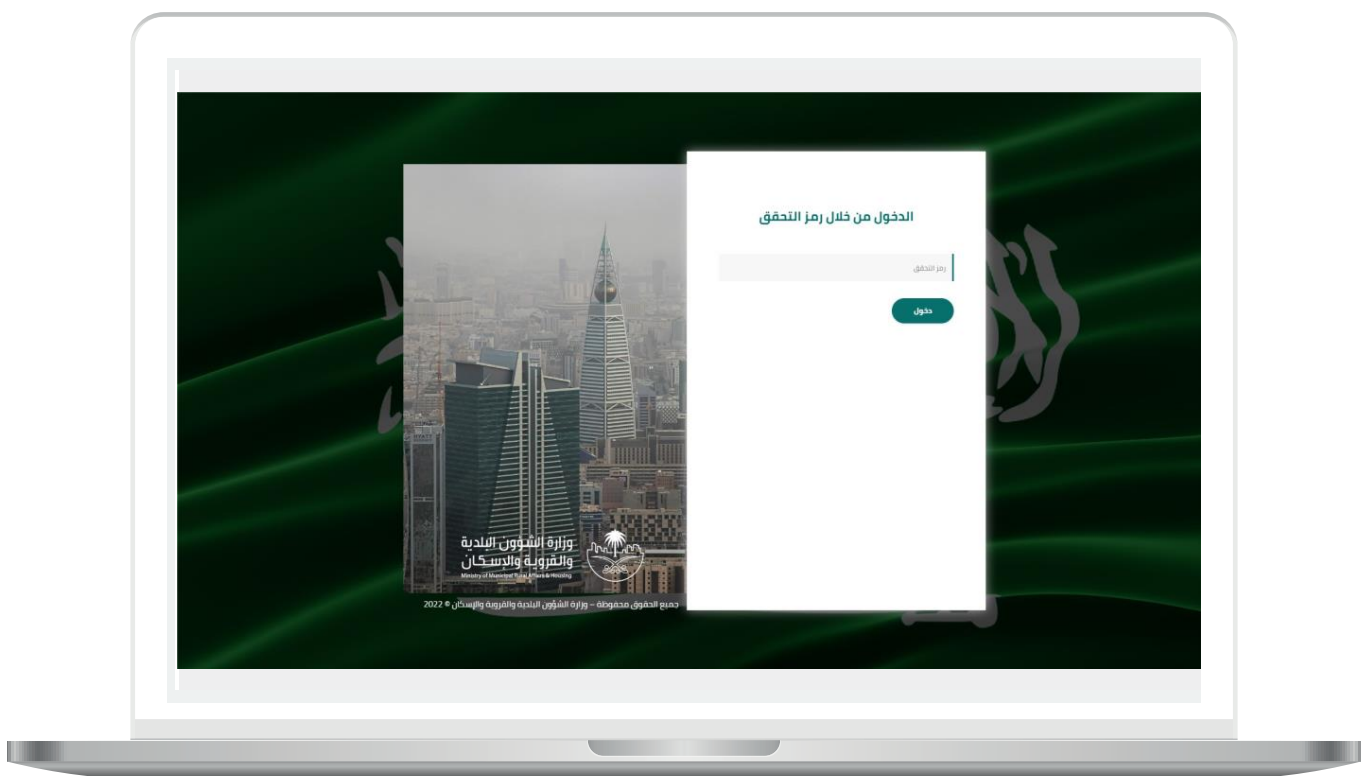 الدخول من خلال رمز التحقق
رمز التحقق
دخول
وزارة الشؤون البلدية
والقروية والإسكان
Ministry of Municipal Rural Affairs & Housing
جميع الحقوق محفوظة – وزارة الشؤون البلدية والقروية والإسكان © 2022